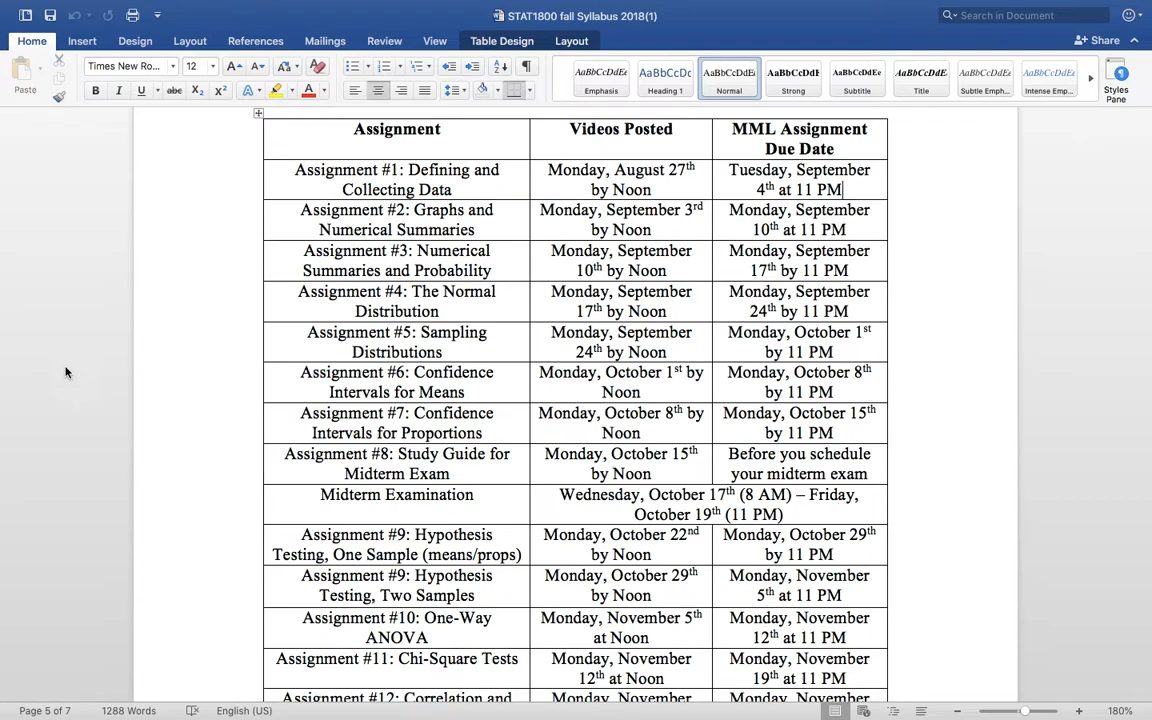 STAT1800 fall Syllabus 2018(1)
Search in Document
Home Insert Design Layout References Mailings Review View Table Design Layout
Share
Paste
Times New Ro... 12
B I U abc X₂ X²
AaBbCcDdEe AaBbCcDc AaBbCcDdEe AaBbCcDdE AaBbCcDdEe AaBbCcDdE AaBbCcDdEe AaBbCcDdEe
Emphasis Heading 1 Normal Strong Subtitle Title Subtle Emph... Intense Emp...
Styles
Pane
Assignment Videos Posted MML Assignment
Due Date
Assignment #1: Defining and Monday, August 27th Tuesday, September
Collecting Data by Noon 4th at 11 PM
Assignment #2: Graphs and Monday, September 3rd Monday, September
Numerical Summaries by Noon 10th at 11 PM
Assignment #3: Numerical Monday, September Monday, September
Summaries and Probability 10th by Noon 17th by 11 PM
Assignment #4: The Normal Monday, September Monday, September
Distribution 17th by Noon 24th by 11 PM
Assignment #5: Sampling Monday, September Monday, October 1st
Distributions 24th by Noon by 11 PM
Assignment #6: Confidence Monday, October 1st by Monday, October 8th
Intervals for Means Noon by 11 PM
Assignment #7: Confidence Monday, October 8th by Monday, October 15th
Intervals for Proportions Noon by 11 PM
Assignment #8: Study Guide for Monday, October 15th Before you schedule
Midterm Exam by Noon your midterm exam
Midterm Examination Wednesday, October 17th (8 AM) – Friday,
October 19th (11 PM)
Assignment #9: Hypothesis Monday, October 22nd Monday, October 29th
Testing, One Sample (means/props) by Noon by 11 PM
Assignment #9: Hypothesis Monday, October 29th Monday, November
Testing, Two Samples by Noon 5th at 11 PM
Assignment #10: One-Way Monday, November 5th Monday, November
ANOVA at Noon 12th at 11 PM
Assignment #11: Chi-Square Tests Monday, November Monday, November
12th at Noon 19th at 11 PM
Assignment #12: Correlation and Monday, November Monday, November
Page 5 of 7 1288 Words English (US) 180%